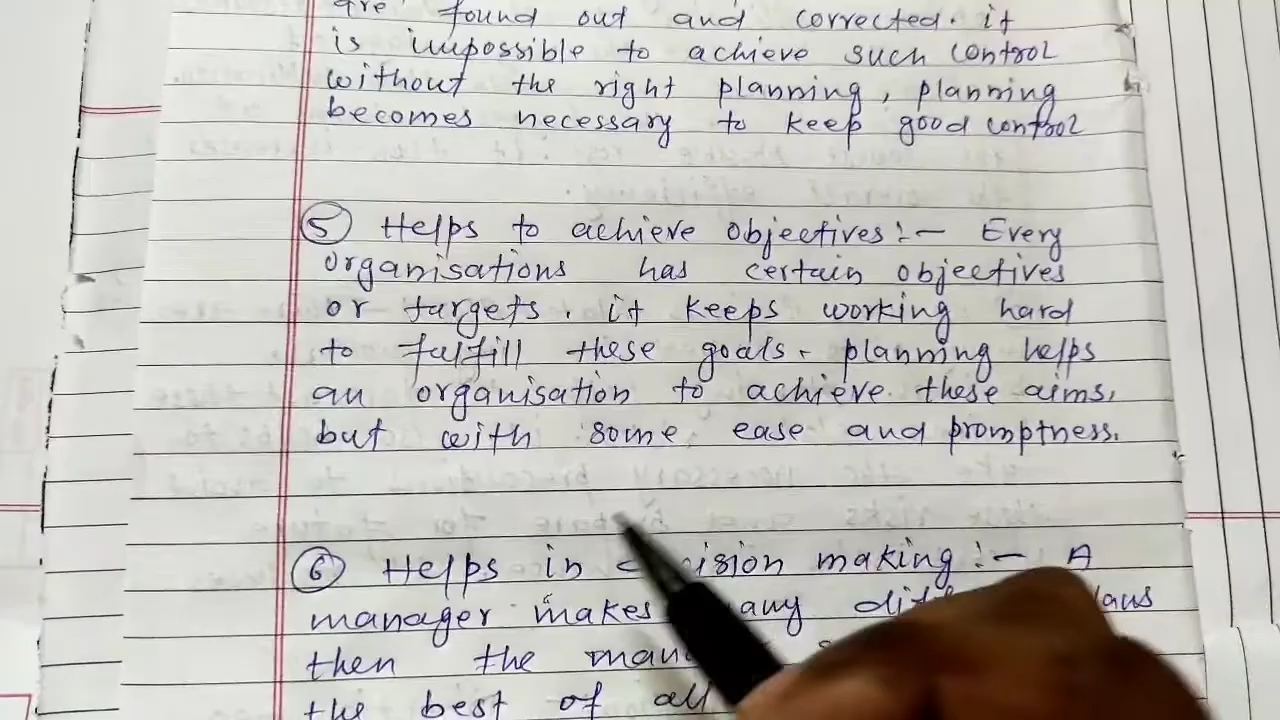 are found out and corrected. it
is impossible to achieve such control
without the right planning, planning
becomes necessary to keep good control
5 Helps to achieve objectives:- Every
organisations has certain objectives
or targets. it keeps working hard
to fulfill these goals. planning helps
an organisation to achieve these aims,
but with some ease and promptness.
6 Helps in making:- A
manager makes
then the
the best of all